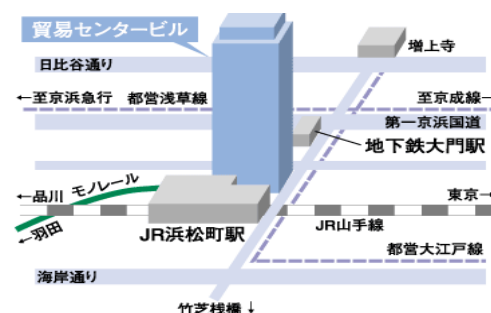 貿易センタービル
増上寺
日比谷通り
←至京浜急行
都営浅草線
至京成線→
第一京浜国道
地下鉄大門駅
←品川
モノレール
東京→
←羽田
JR浜松町駅
JR山手線
都営大江戸線
海岸通り
竹芝桟橋↓